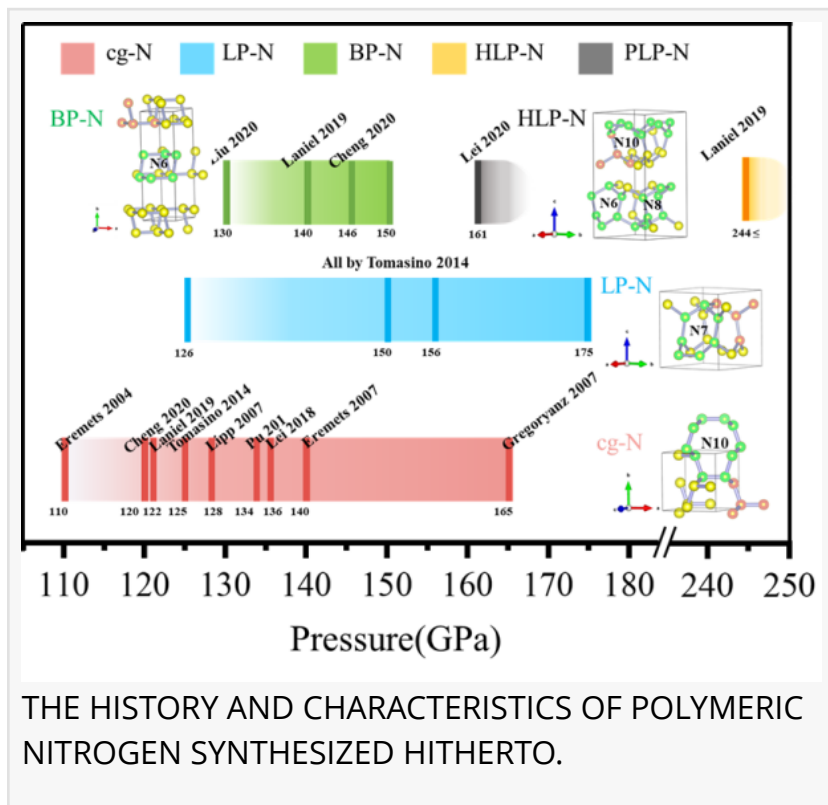 cg-N LP-N BP-N HLP-N PLP-N
BP-N
N6
Liu 2020
Laniel 2019
Cheng 2020
Lei 2020
HLP-N
N10
N6 N8
Laniel 2019
130 140 146 150 161 244≤
All by Tomasino 2014
LP-N
N7
126 150 156 175
Eremets 2004
Cheng 2020
Laniel 2019
Tomasino 2014
Lipp 2007
Pu 201
Lei 2018
Eremets 2007
Gregoryanz 2007
cg-N
N10
110 120 122 125 128 134 136 140 165
110 120 130 140 150 160 170 180 240 250
Pressure(GPa)
THE HISTORY AND CHARACTERISTICS OF POLYMERIC
NITROGEN SYNTHESIZED HITHERTO.